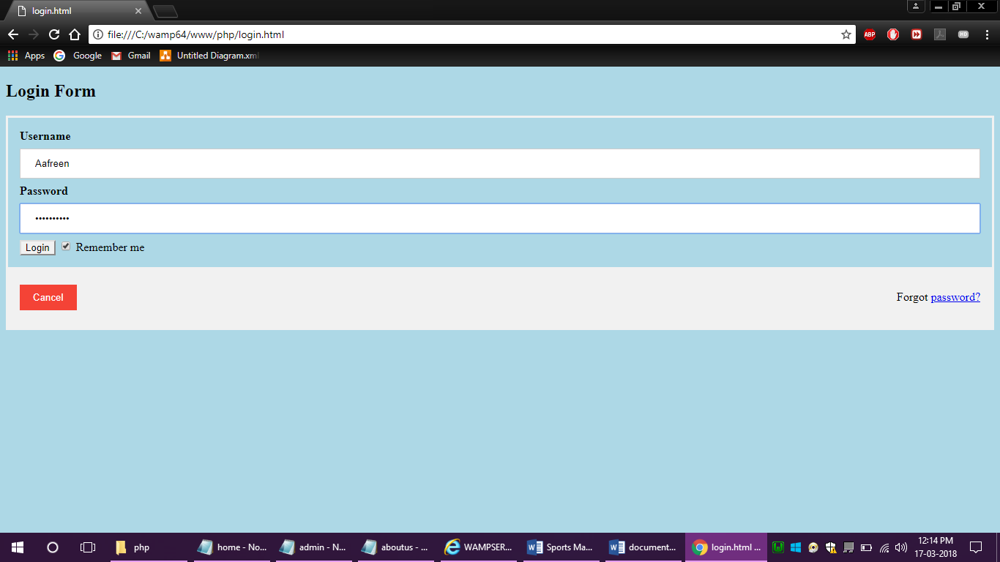 login.html
file:///C:/wamp64/www/php/login.html
ABP
HD
Apps Google Gmail Untitled Diagram.xml
Login Form
Username
Aafreen
Password
••••••••••
Login Remember me
Cancel Forgot password?
php home - No... admin - N... aboutus - ... WAMPSER... Sports Ma... document... login.html ... 12:14 PM
17-03-2018